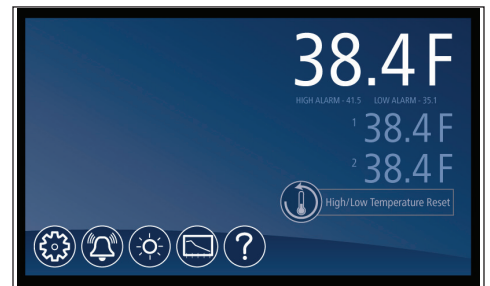 38.4 F
HIGH ALARM - 41.5 LOW ALARM - 35.1
1 38.4 F
2 38.4 F
High/Low Temperature Reset
?